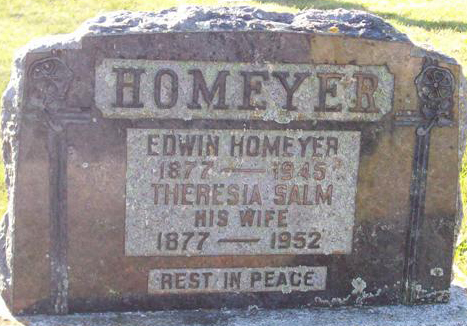 HOMEYER
EDWIN HOMEYER
1877 — 1945
THERESIA SALM
HIS WIFE
1877 — 1952
REST IN PEACE